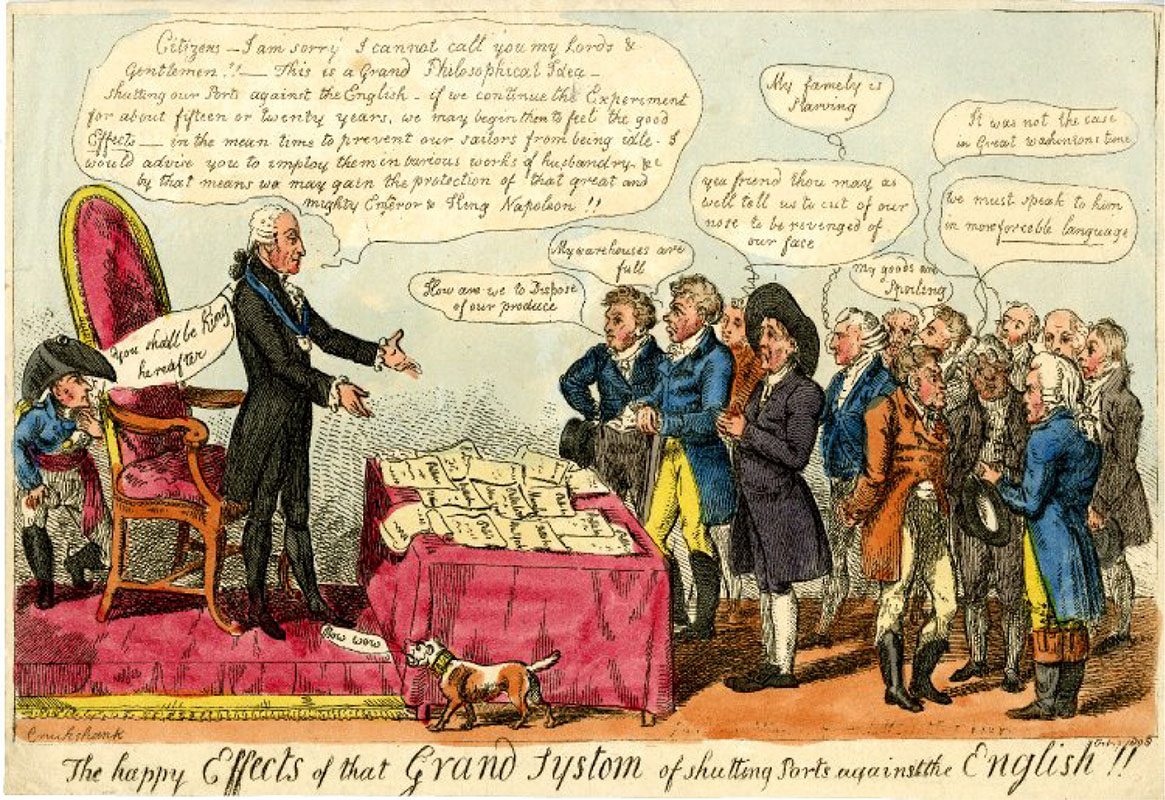 Citizens — I am sorry I cannot call you my Lords &
Gentlemen!! — This is a Grand Philosophical Idea —
shutting our Ports against the English — if we continue the Experiment
for about fifteen or twenty years, we may begin then to feel the good
Effects — in the mean time to prevent our sailors from being idle — I
would advise you to imploy them in various works of husbandry &c
by that means we may gain the protection of that great and
mighty Emperor & King Napoleon!!
You shall be King
hereafter
How are we to Dispose
of our produce
My warehouses are
full
My famely is
starving
yea friend thou may as
well tell us to cut of our
nose to be revenged of
our face
My goods are
Spoiling
It was not the case
in Great washintons time
we must speak to him
in more forcoble language
Bow wow
Cruikshank
The happy Effects of that Grand Systom of shutting Ports against the English!!